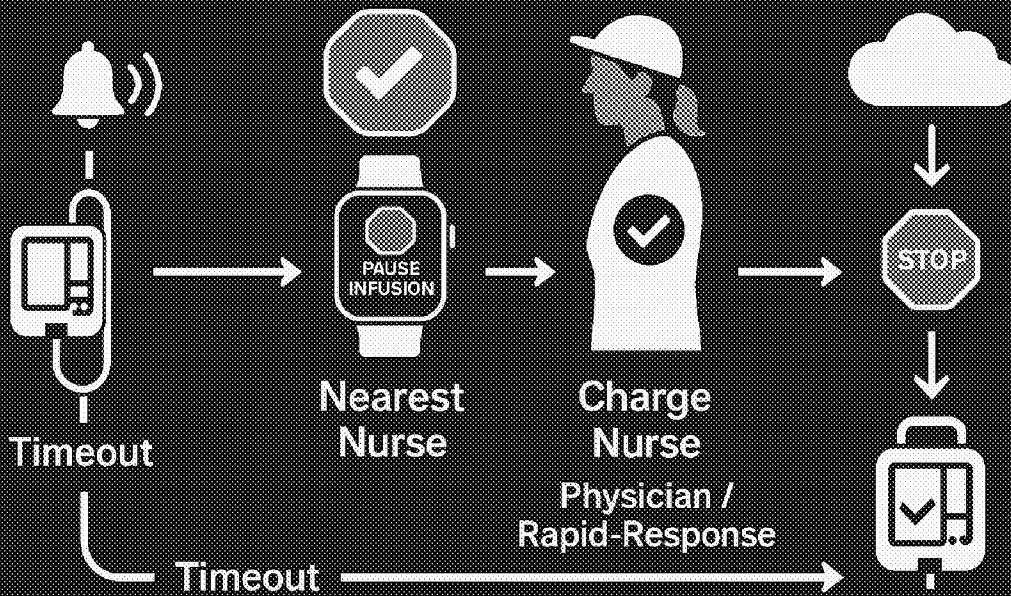 PAUSE
INFUSION
STOP
Nearest
Nurse
Charge
Nurse
Timeout
Physician /
Rapid-Response
Timeout